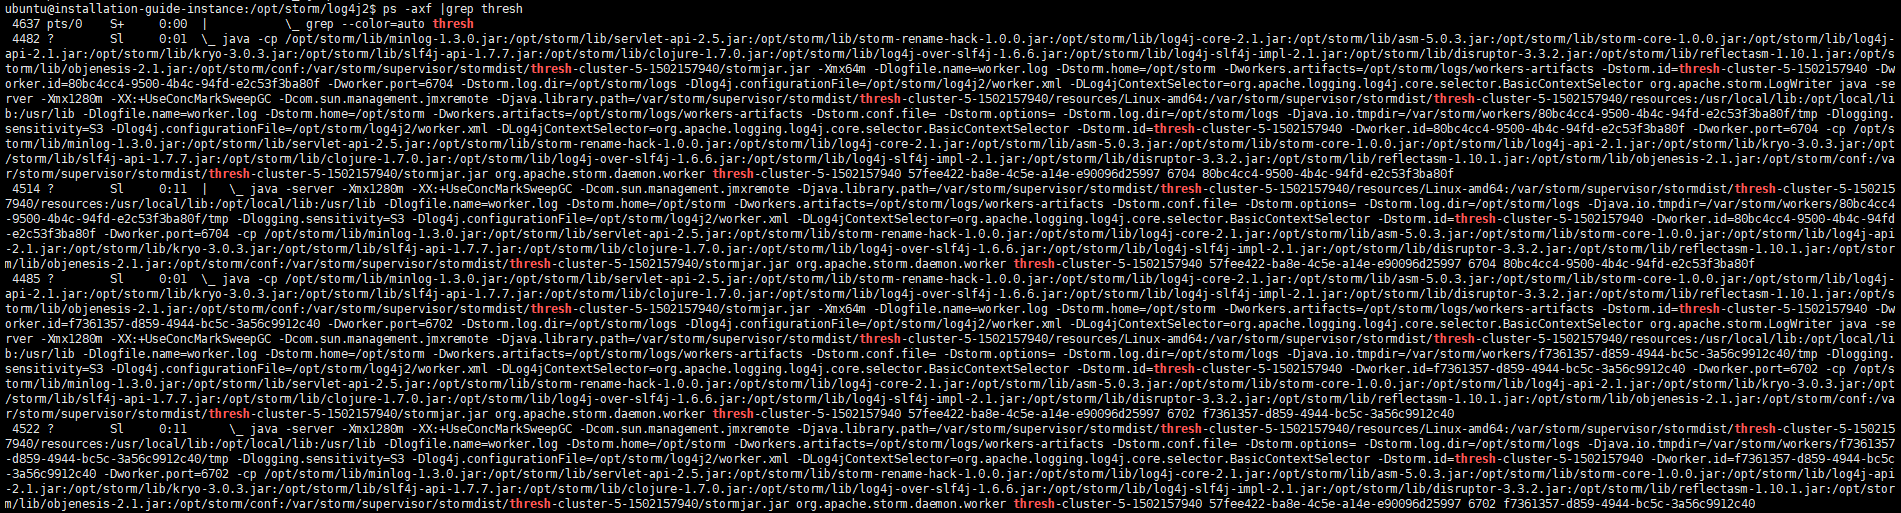 ubuntu@installation-guide-instance:/opt/storm/log4j2$ ps -axf |grep thresh
 4637 pts/0    S+     0:00  |           \_ grep --color=auto thresh
 4482 ?        Sl     0:01  \_ java -cp /opt/storm/lib/minlog-1.3.0.jar:/opt/storm/lib/servlet-api-2.5.jar:/opt/storm/lib/storm-rename-hack-1.0.0.jar:/opt/storm/lib/log4j-core-2.1.jar:/opt/storm/lib/asm-5.0.3.jar:/opt/storm/lib/storm-core-1.0.0.jar:/opt/storm/lib/log4j-
api-2.1.jar:/opt/storm/lib/kryo-3.0.3.jar:/opt/storm/lib/slf4j-api-1.7.7.jar:/opt/storm/lib/clojure-1.7.0.jar:/opt/storm/lib/log4j-over-slf4j-1.6.6.jar:/opt/storm/lib/log4j-slf4j-impl-2.1.jar:/opt/storm/lib/disruptor-3.3.2.jar:/opt/storm/lib/reflectasm-1.10.1.jar:/opt/s
torm/lib/objenesis-2.1.jar:/opt/storm/conf:/var/storm/supervisor/stormdist/thresh-cluster-5-1502157940/stormjar.jar -Xmx64m -Dlogfile.name=worker.log -Dstorm.home=/opt/storm -Dworkers.artifacts=/opt/storm/logs/workers-artifacts -Dstorm.id=thresh-cluster-5-1502157940 -Dw
orker.id=80bc4cc4-9500-4b4c-94fd-e2c53f3ba80f -Dworker.port=6704 -Dstorm.log.dir=/opt/storm/logs -Dlog4j.configurationFile=/opt/storm/log4j2/worker.xml -DLog4jContextSelector=org.apache.logging.log4j.core.selector.BasicContextSelector org.apache.storm.LogWriter java -se
rver -Xmx1280m -XX:+UseConcMarkSweepGC -Dcom.sun.management.jmxremote -Djava.library.path=/var/storm/supervisor/stormdist/thresh-cluster-5-1502157940/resources/Linux-amd64:/var/storm/supervisor/stormdist/thresh-cluster-5-1502157940/resources:/usr/local/lib:/opt/local/li
b:/usr/lib -Dlogfile.name=worker.log -Dstorm.home=/opt/storm -Dworkers.artifacts=/opt/storm/logs/workers-artifacts -Dstorm.conf.file= -Dstorm.options= -Dstorm.log.dir=/opt/storm/logs -Djava.io.tmpdir=/var/storm/workers/80bc4cc4-9500-4b4c-94fd-e2c53f3ba80f/tmp -Dlogging.
sensitivity=S3 -Dlog4j.configurationFile=/opt/storm/log4j2/worker.xml -DLog4jContextSelector=org.apache.logging.log4j.core.selector.BasicContextSelector -Dstorm.id=thresh-cluster-5-1502157940 -Dworker.id=80bc4cc4-9500-4b4c-94fd-e2c53f3ba80f -Dworker.port=6704 -cp /opt/s
torm/lib/minlog-1.3.0.jar:/opt/storm/lib/servlet-api-2.5.jar:/opt/storm/lib/storm-rename-hack-1.0.0.jar:/opt/storm/lib/log4j-core-2.1.jar:/opt/storm/lib/asm-5.0.3.jar:/opt/storm/lib/storm-core-1.0.0.jar:/opt/storm/lib/log4j-api-2.1.jar:/opt/storm/lib/kryo-3.0.3.jar:/opt
/storm/lib/slf4j-api-1.7.7.jar:/opt/storm/lib/clojure-1.7.0.jar:/opt/storm/lib/log4j-over-slf4j-1.6.6.jar:/opt/storm/lib/log4j-slf4j-impl-2.1.jar:/opt/storm/lib/disruptor-3.3.2.jar:/opt/storm/lib/reflectasm-1.10.1.jar:/opt/storm/lib/objenesis-2.1.jar:/opt/storm/conf:/va
r/storm/supervisor/stormdist/thresh-cluster-5-1502157940/stormjar.jar org.apache.storm.daemon.worker thresh-cluster-5-1502157940 57fee422-ba8e-4c5e-a14e-e90096d25997 6704 80bc4cc4-9500-4b4c-94fd-e2c53f3ba80f
 4514 ?        Sl     0:11  |   \_ java -server -Xmx1280m -XX:+UseConcMarkSweepGC -Dcom.sun.management.jmxremote -Djava.library.path=/var/storm/supervisor/stormdist/thresh-cluster-5-1502157940/resources/Linux-amd64:/var/storm/supervisor/stormdist/thresh-cluster-5-150215
7940/resources:/usr/local/lib:/opt/local/lib:/usr/lib -Dlogfile.name=worker.log -Dstorm.home=/opt/storm -Dworkers.artifacts=/opt/storm/logs/workers-artifacts -Dstorm.conf.file= -Dstorm.options= -Dstorm.log.dir=/opt/storm/logs -Djava.io.tmpdir=/var/storm/workers/80bc4cc4
-9500-4b4c-94fd-e2c53f3ba80f/tmp -Dlogging.sensitivity=S3 -Dlog4j.configurationFile=/opt/storm/log4j2/worker.xml -DLog4jContextSelector=org.apache.logging.log4j.core.selector.BasicContextSelector -Dstorm.id=thresh-cluster-5-1502157940 -Dworker.id=80bc4cc4-9500-4b4c-94fd
-e2c53f3ba80f -Dworker.port=6704 -cp /opt/storm/lib/minlog-1.3.0.jar:/opt/storm/lib/servlet-api-2.5.jar:/opt/storm/lib/storm-rename-hack-1.0.0.jar:/opt/storm/lib/log4j-core-2.1.jar:/opt/storm/lib/asm-5.0.3.jar:/opt/storm/lib/storm-core-1.0.0.jar:/opt/storm/lib/log4j-api
-2.1.jar:/opt/storm/lib/kryo-3.0.3.jar:/opt/storm/lib/slf4j-api-1.7.7.jar:/opt/storm/lib/clojure-1.7.0.jar:/opt/storm/lib/log4j-over-slf4j-1.6.6.jar:/opt/storm/lib/log4j-slf4j-impl-2.1.jar:/opt/storm/lib/disruptor-3.3.2.jar:/opt/storm/lib/reflectasm-1.10.1.jar:/opt/stor
m/lib/objenesis-2.1.jar:/opt/storm/conf:/var/storm/supervisor/stormdist/thresh-cluster-5-1502157940/stormjar.jar org.apache.storm.daemon.worker thresh-cluster-5-1502157940 57fee422-ba8e-4c5e-a14e-e90096d25997 6704 80bc4cc4-9500-4b4c-94fd-e2c53f3ba80f
 4485 ?        Sl     0:01  \_ java -cp /opt/storm/lib/minlog-1.3.0.jar:/opt/storm/lib/servlet-api-2.5.jar:/opt/storm/lib/storm-rename-hack-1.0.0.jar:/opt/storm/lib/log4j-core-2.1.jar:/opt/storm/lib/asm-5.0.3.jar:/opt/storm/lib/storm-core-1.0.0.jar:/opt/storm/lib/log4j-
api-2.1.jar:/opt/storm/lib/kryo-3.0.3.jar:/opt/storm/lib/slf4j-api-1.7.7.jar:/opt/storm/lib/clojure-1.7.0.jar:/opt/storm/lib/log4j-over-slf4j-1.6.6.jar:/opt/storm/lib/log4j-slf4j-impl-2.1.jar:/opt/storm/lib/disruptor-3.3.2.jar:/opt/storm/lib/reflectasm-1.10.1.jar:/opt/s
torm/lib/objenesis-2.1.jar:/opt/storm/conf:/var/storm/supervisor/stormdist/thresh-cluster-5-1502157940/stormjar.jar -Xmx64m -Dlogfile.name=worker.log -Dstorm.home=/opt/storm -Dworkers.artifacts=/opt/storm/logs/workers-artifacts -Dstorm.id=thresh-cluster-5-1502157940 -Dw
orker.id=f7361357-d859-4944-bc5c-3a56c9912c40 -Dworker.port=6702 -Dstorm.log.dir=/opt/storm/logs -Dlog4j.configurationFile=/opt/storm/log4j2/worker.xml -DLog4jContextSelector=org.apache.logging.log4j.core.selector.BasicContextSelector org.apache.storm.LogWriter java -se
rver -Xmx1280m -XX:+UseConcMarkSweepGC -Dcom.sun.management.jmxremote -Djava.library.path=/var/storm/supervisor/stormdist/thresh-cluster-5-1502157940/resources/Linux-amd64:/var/storm/supervisor/stormdist/thresh-cluster-5-1502157940/resources:/usr/local/lib:/opt/local/li
b:/usr/lib -Dlogfile.name=worker.log -Dstorm.home=/opt/storm -Dworkers.artifacts=/opt/storm/logs/workers-artifacts -Dstorm.conf.file= -Dstorm.options= -Dstorm.log.dir=/opt/storm/logs -Djava.io.tmpdir=/var/storm/workers/f7361357-d859-4944-bc5c-3a56c9912c40/tmp -Dlogging.
sensitivity=S3 -Dlog4j.configurationFile=/opt/storm/log4j2/worker.xml -DLog4jContextSelector=org.apache.logging.log4j.core.selector.BasicContextSelector -Dstorm.id=thresh-cluster-5-1502157940 -Dworker.id=f7361357-d859-4944-bc5c-3a56c9912c40 -Dworker.port=6702 -cp /opt/s
torm/lib/minlog-1.3.0.jar:/opt/storm/lib/servlet-api-2.5.jar:/opt/storm/lib/storm-rename-hack-1.0.0.jar:/opt/storm/lib/log4j-core-2.1.jar:/opt/storm/lib/asm-5.0.3.jar:/opt/storm/lib/storm-core-1.0.0.jar:/opt/storm/lib/log4j-api-2.1.jar:/opt/storm/lib/kryo-3.0.3.jar:/opt
/storm/lib/slf4j-api-1.7.7.jar:/opt/storm/lib/clojure-1.7.0.jar:/opt/storm/lib/log4j-over-slf4j-1.6.6.jar:/opt/storm/lib/log4j-slf4j-impl-2.1.jar:/opt/storm/lib/disruptor-3.3.2.jar:/opt/storm/lib/reflectasm-1.10.1.jar:/opt/storm/lib/objenesis-2.1.jar:/opt/storm/conf:/va
r/storm/supervisor/stormdist/thresh-cluster-5-1502157940/stormjar.jar org.apache.storm.daemon.worker thresh-cluster-5-1502157940 57fee422-ba8e-4c5e-a14e-e90096d25997 6702 f7361357-d859-4944-bc5c-3a56c9912c40
 4522 ?        Sl     0:11      \_ java -server -Xmx1280m -XX:+UseConcMarkSweepGC -Dcom.sun.management.jmxremote -Djava.library.path=/var/storm/supervisor/stormdist/thresh-cluster-5-1502157940/resources/Linux-amd64:/var/storm/supervisor/stormdist/thresh-cluster-5-150215
7940/resources:/usr/local/lib:/opt/local/lib:/usr/lib -Dlogfile.name=worker.log -Dstorm.home=/opt/storm -Dworkers.artifacts=/opt/storm/logs/workers-artifacts -Dstorm.conf.file= -Dstorm.options= -Dstorm.log.dir=/opt/storm/logs -Djava.io.tmpdir=/var/storm/workers/f7361357
-d859-4944-bc5c-3a56c9912c40/tmp -Dlogging.sensitivity=S3 -Dlog4j.configurationFile=/opt/storm/log4j2/worker.xml -DLog4jContextSelector=org.apache.logging.log4j.core.selector.BasicContextSelector -Dstorm.id=thresh-cluster-5-1502157940 -Dworker.id=f7361357-d859-4944-bc5c
-3a56c9912c40 -Dworker.port=6702 -cp /opt/storm/lib/minlog-1.3.0.jar:/opt/storm/lib/servlet-api-2.5.jar:/opt/storm/lib/storm-rename-hack-1.0.0.jar:/opt/storm/lib/log4j-core-2.1.jar:/opt/storm/lib/asm-5.0.3.jar:/opt/storm/lib/storm-core-1.0.0.jar:/opt/storm/lib/log4j-api
-2.1.jar:/opt/storm/lib/kryo-3.0.3.jar:/opt/storm/lib/slf4j-api-1.7.7.jar:/opt/storm/lib/clojure-1.7.0.jar:/opt/storm/lib/log4j-over-slf4j-1.6.6.jar:/opt/storm/lib/log4j-slf4j-impl-2.1.jar:/opt/storm/lib/disruptor-3.3.2.jar:/opt/storm/lib/reflectasm-1.10.1.jar:/opt/stor
m/lib/objenesis-2.1.jar:/opt/storm/conf:/var/storm/supervisor/stormdist/thresh-cluster-5-1502157940/stormjar.jar org.apache.storm.daemon.worker thresh-cluster-5-1502157940 57fee422-ba8e-4c5e-a14e-e90096d25997 6702 f7361357-d859-4944-bc5c-3a56c9912c40